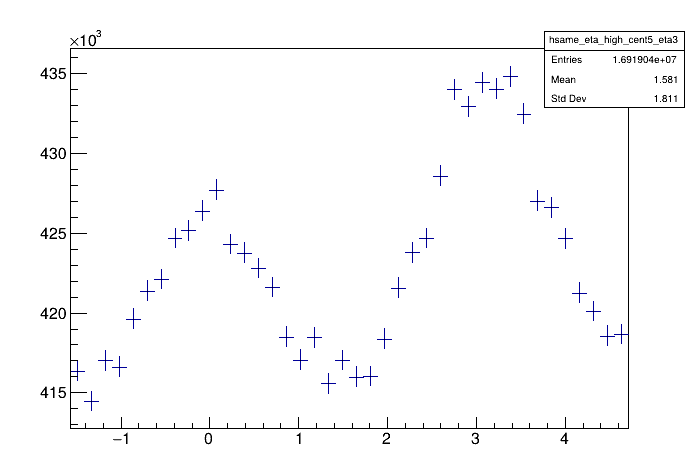 ×10³
hsame_eta_high_cent5_eta3
Entries 1.691904e+07
Mean 1.581
Std Dev 1.811
435
430
425
420
415
−1 0 1 2 3 4